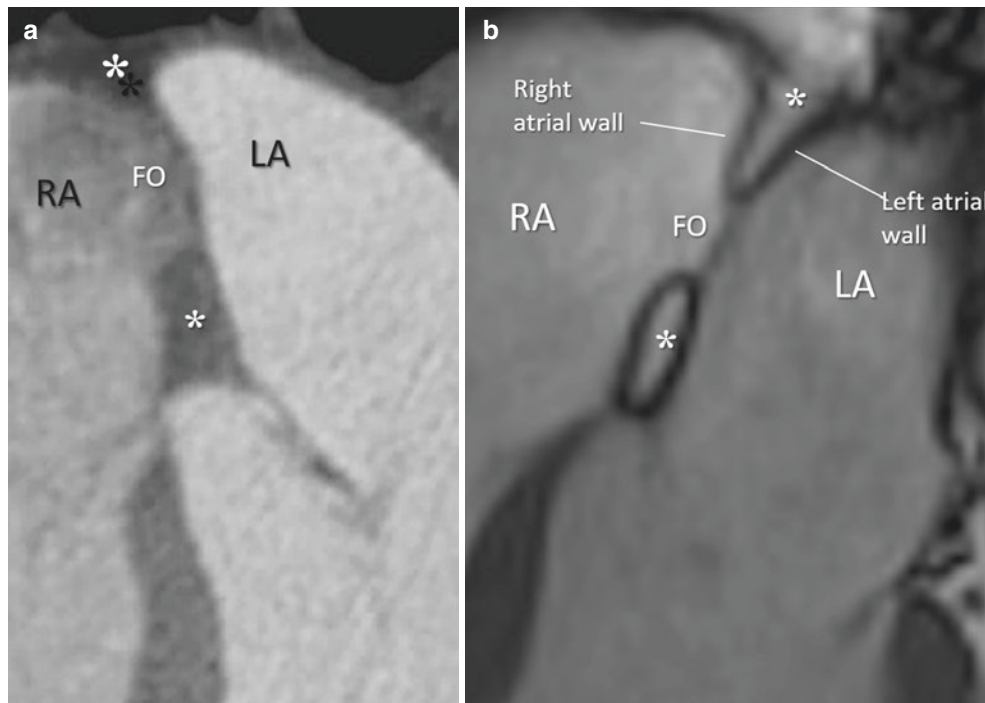 a
*
*
RA
FO
LA
*
b
Right
atrial wall
*
RA
FO
Left atrial
wall
LA
*